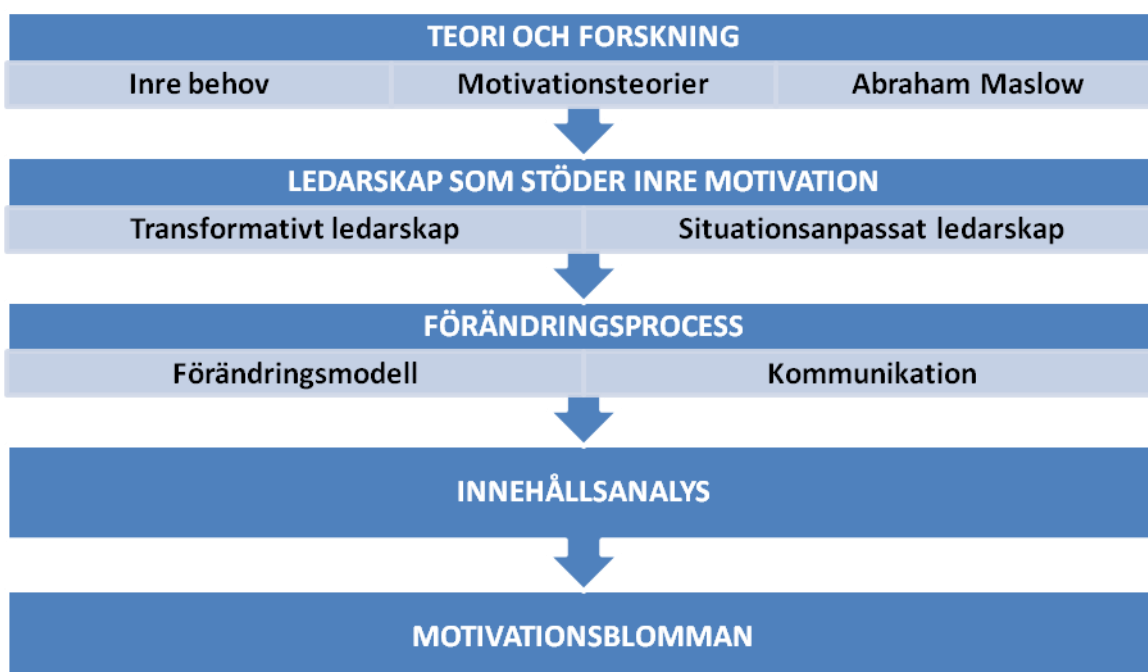 TEORI OCH FORSKNING
Inre behov Motivationsteorier Abraham Maslow
LEDARSKAP SOM STÖDER INRE MOTIVATION
Transformativt ledarskap Situationsanpassat ledarskap
FÖRÄNDRINGSPROCESS
Förändringsmodell Kommunikation
INNEHÅLLSANALYS
MOTIVATIONSBLOMMAN